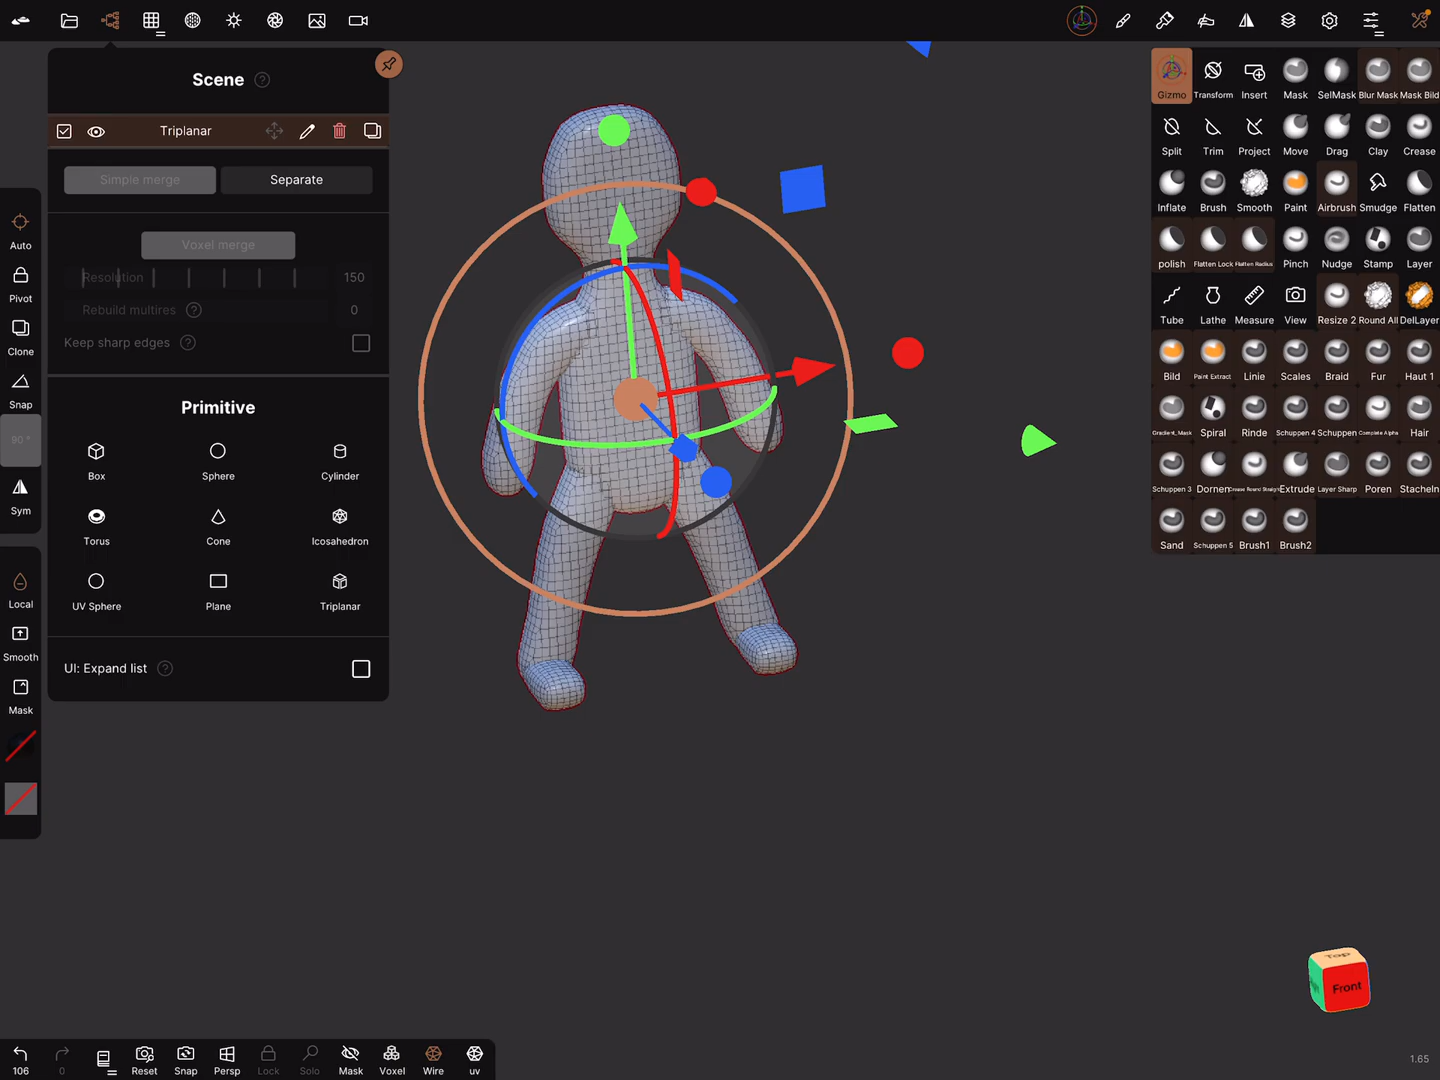 Scene
Triplanar
Simple merge
Separate
Voxel merge
Resolution
150
Rebuild multires
0
Keep sharp edges
Primitive
Box
Sphere
Cylinder
Torus
Cone
Icosahedron
UV Sphere
Plane
Triplanar
UI: Expand list
Auto
Pivot
Clone
Snap
90 °
Sym
Local
Smooth
Mask
Gizmo
Transform
Insert
Mask
SelMask
Blur Mask
Mask Bild
Split
Trim
Project
Move
Drag
Clay
Crease
Inflate
Brush
Smooth
Paint
Airbrush
Smudge
Flatten
polish
Flatten Lock
Flatten Radius
Pinch
Nudge
Stamp
Layer
Tube
Lathe
Measure
View
Resize 2
Round All
DelLayer
Bild
Paint Extract
Linie
Scales
Braid
Fur
Haut 1
Gradient_Mask
Spiral
Rinde
Schuppen 4
Schuppen
Complete Alpha
Hair
Schuppen 3
Dornen
Extrude
Layer Sharp
Poren
Stacheln
Sand
Schuppen 5
Brush1
Brush2
Top
Front
106
0
Reset
Snap
Persp
Lock
Solo
Mask
Voxel
Wire
uv
1.65